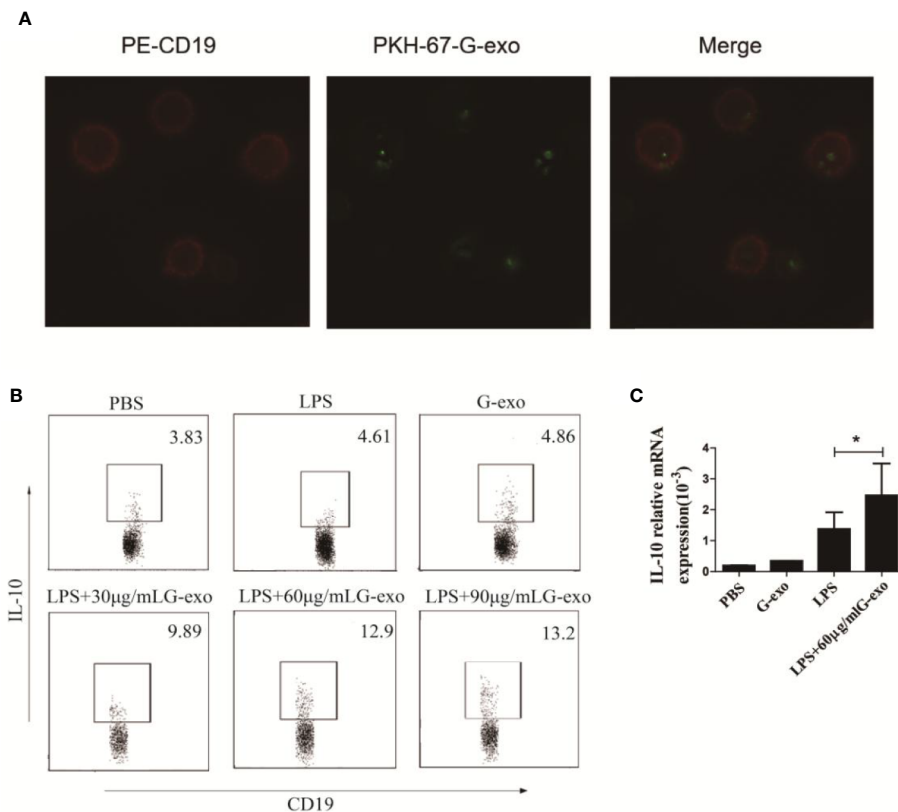 A
PE-CD19
PKH-67-G-exo
Merge
B
PBS
LPS
G-exo
3.83
4.61
4.86
LPS+30μg/mLG-exo
LPS+60μg/mLG-exo
LPS+90μg/mLG-exo
9.89
12.9
13.2
IL-10
CD19
C
IL-10 relative mRNA
expression(10-3)
4
3
2
1
0
*
PBS
G-exo
LPS
LPS+60μg/mlG-exo